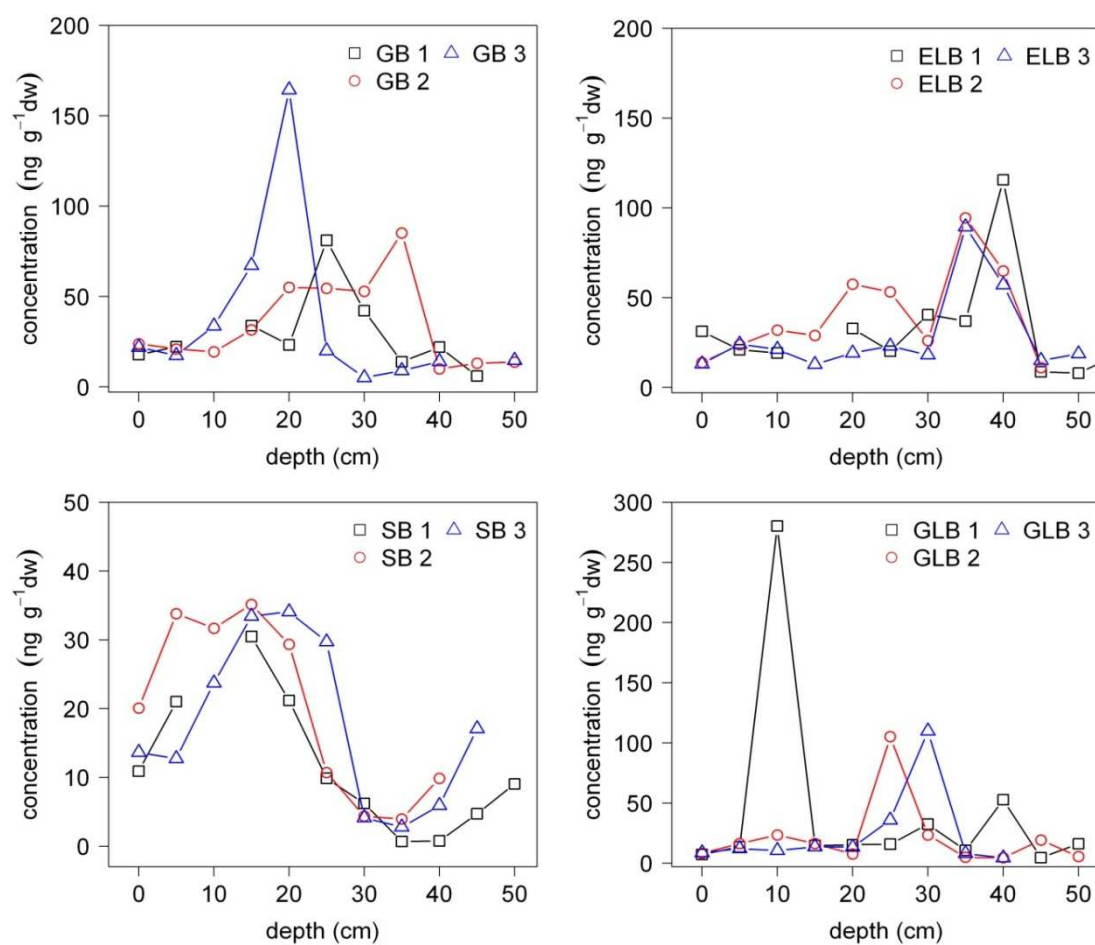 200
150
100
50
0
concentration (ng g⁻¹dw)
GB 1 GB 3
GB 2
0 10 20 30 40 50
depth (cm)
200
150
100
50
0
concentration (ng g⁻¹dw)
ELB 1 ELB 3
ELB 2
0 10 20 30 40 50
depth (cm)
50
40
30
20
10
0
concentration (ng g⁻¹dw)
SB 1 SB 3
SB 2
0 10 20 30 40 50
depth (cm)
300
250
200
150
100
50
0
concentration (ng g⁻¹dw)
GLB 1 GLB 3
GLB 2
0 10 20 30 40 50
depth (cm)